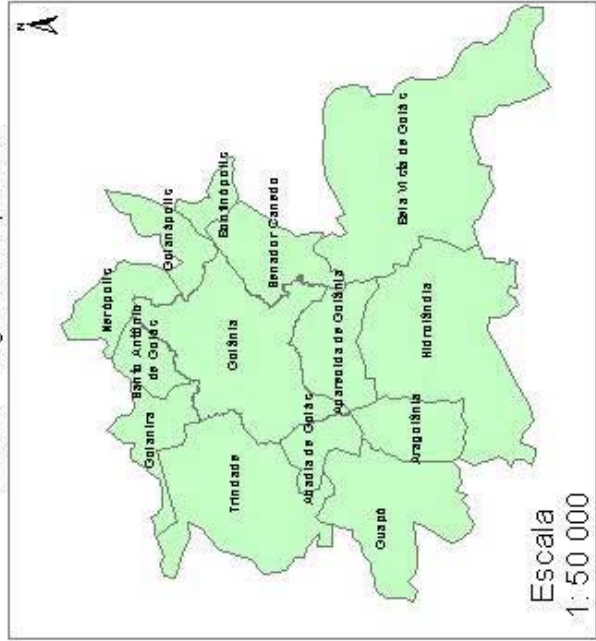 N
Nerópolis
Goianápolis
Santo Antônio
de Goiás
Goianira
Goiânia
Senador Canedo
Trindade
Abadia de Goiás
Aparecida de Goiânia
Bela Vista de Goiás
Guapó
Aragoiânia
Hidrolândia
Escala
1: 50 000